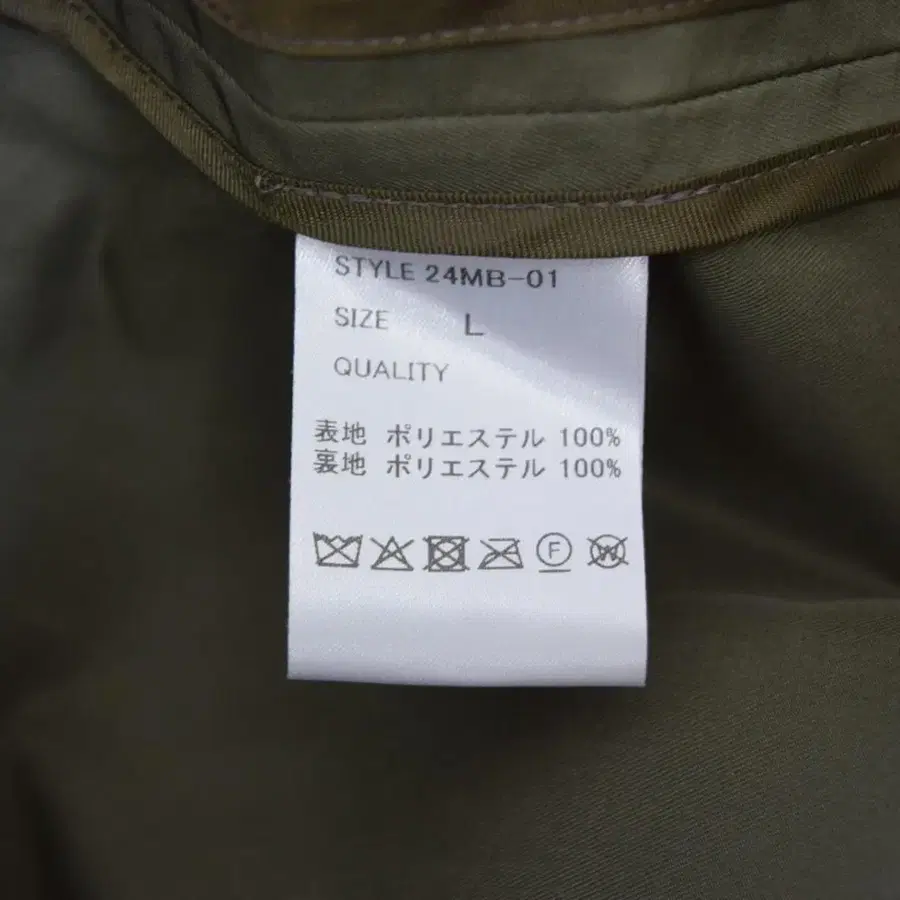 STYLE 24MB-01
SIZE L
QUALITY
表地 ポリエステル 100%
裏地 ポリエステル 100%
F W